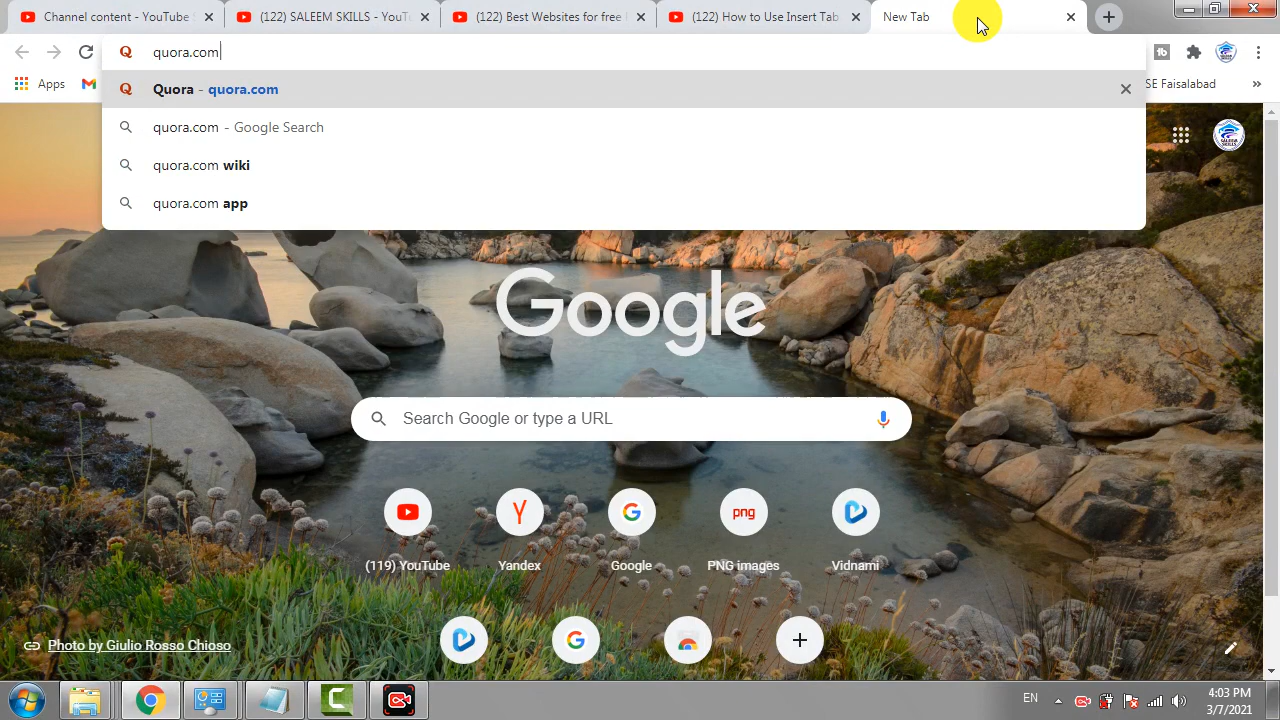 Channel content - YouTube S
(122) SALEEM SKILLS - YouTu
(122) Best Websites for free
(122) How to Use Insert Tab
New Tab
quora.com
Apps
SE Faisalabad
»
Quora - quora.com
quora.com - Google Search
quora.com wiki
quora.com app
Google
Search Google or type a URL
png
(119) YouTube
Yandex
Google
PNG images
Vidnami
Photo by Giulio Rosso Chioso
EN
4:03 PM
3/7/2021